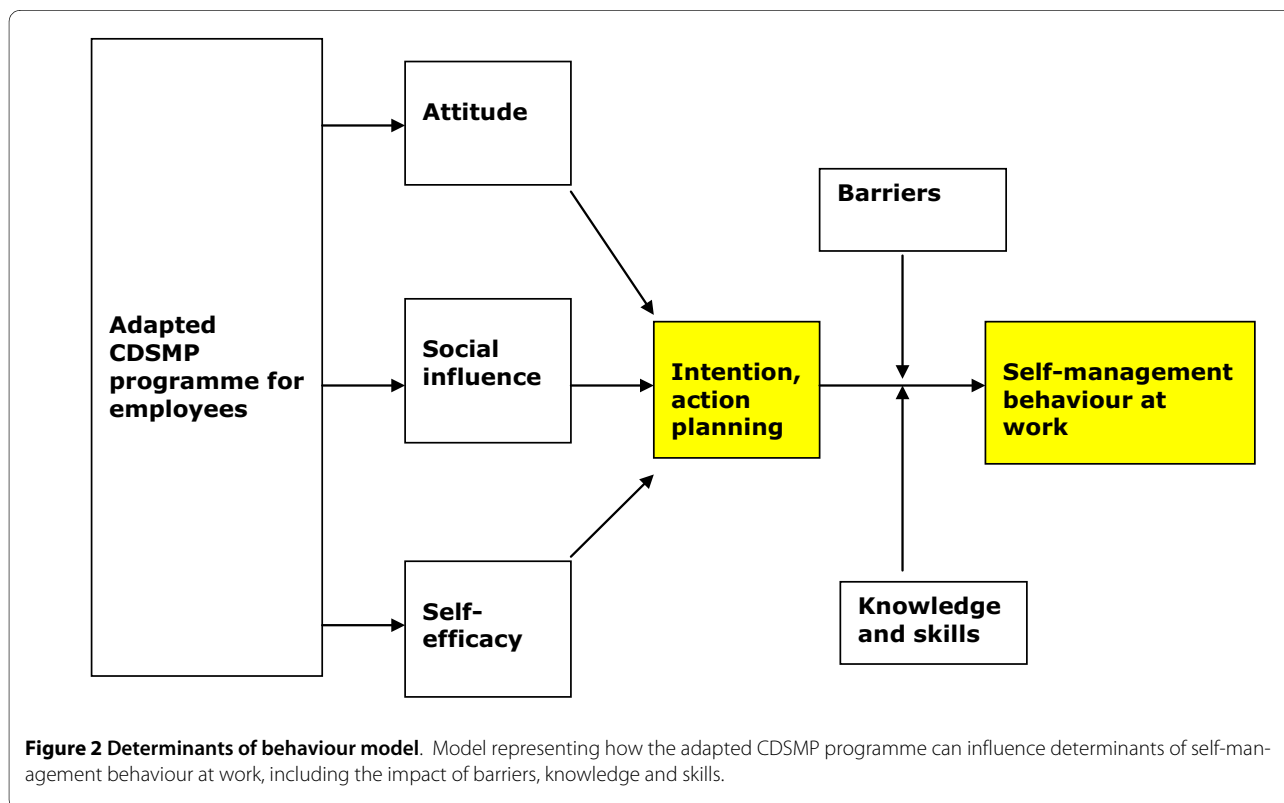 Attitude
Barriers
Adapted
CDSMP
programme for
employees
Social
influence
Intention,
action
planning
Self-management
behaviour at
work
Self-
efficacy
Knowledge
and skills
Figure 2 Determinants of behaviour model. Model representing how the adapted CDSMP programme can influence determinants of self-man-
agement behaviour at work, including the impact of barriers, knowledge and skills.